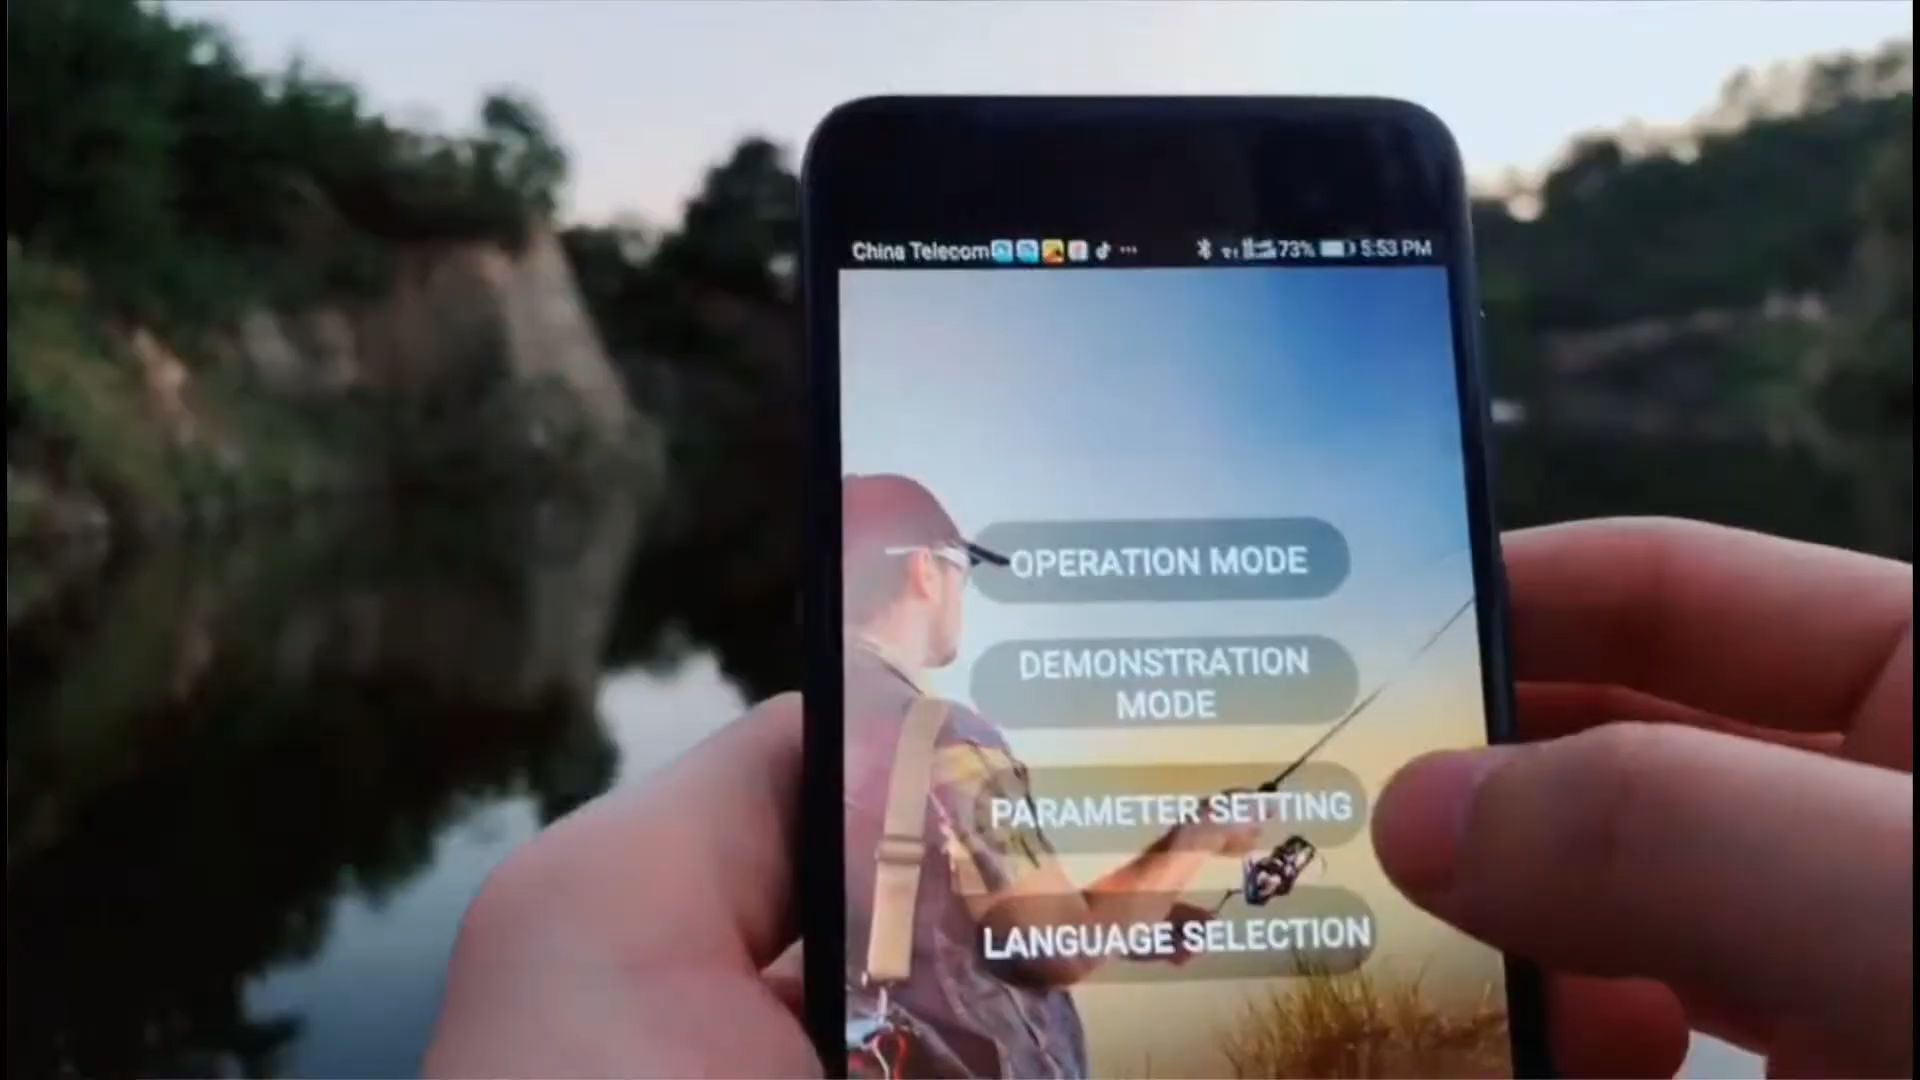 China Telecom ... 73% 5:53 PM
OPERATION MODE
DEMONSTRATION
MODE
PARAMETER SETTING
LANGUAGE SELECTION